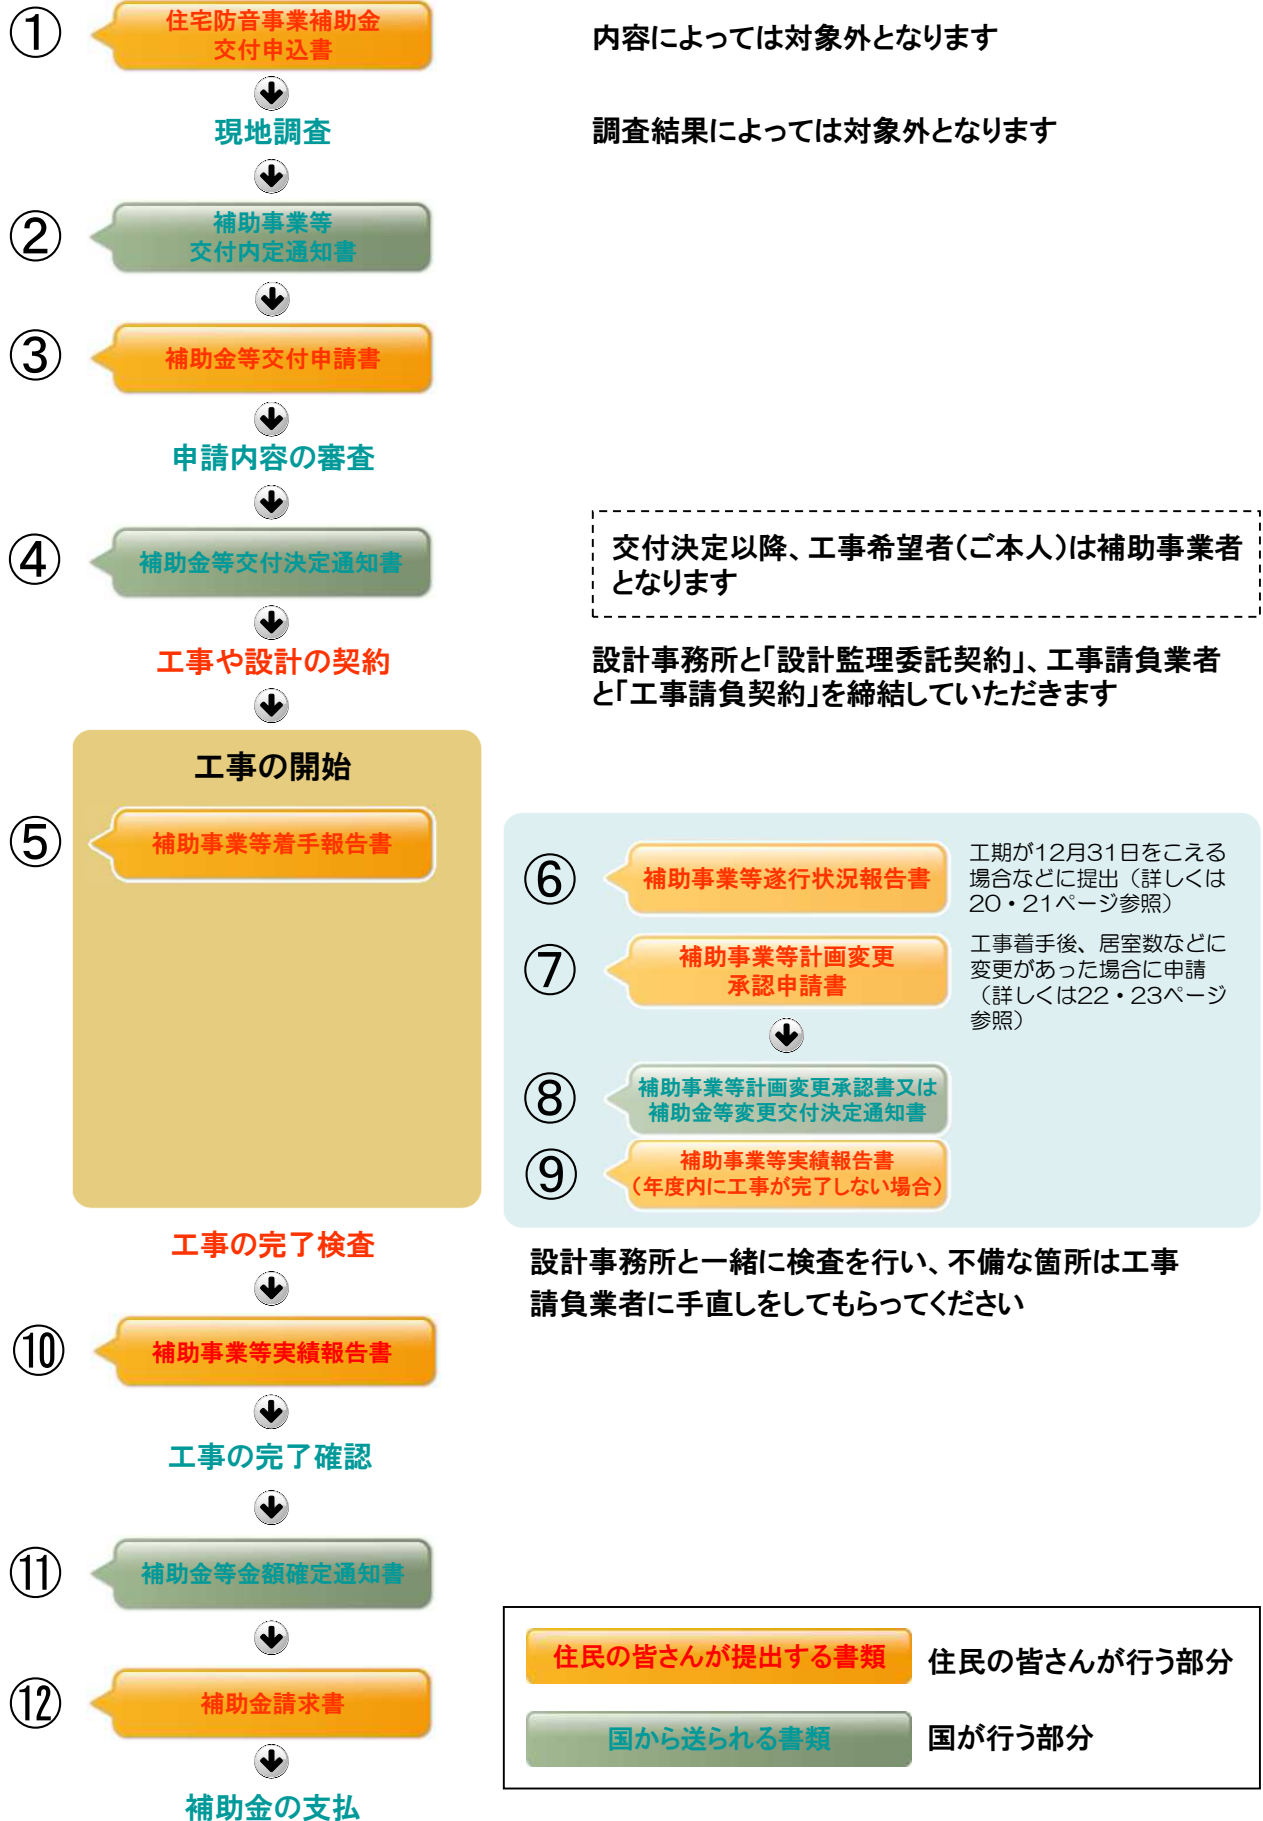 ①
住宅防音事業補助金
交付申込書
内容によっては対象外となります
現地調査
調査結果によっては対象外となります
②
補助事業等
交付内定通知書
③
補助金等交付申請書
申請内容の審査
④
補助金等交付決定通知書
交付決定以降、工事希望者(ご本人)は補助事業者
となります
工事や設計の契約
設計事務所と「設計監理委託契約」、工事請負業者
と「工事請負契約」を締結していただきます
工事の開始
⑤
補助事業等着手報告書
⑥
補助事業等遂行状況報告書
工期が12月31日をこえる
場合などに提出（詳しくは
20・21ページ参照）
⑦
補助事業等計画変更
承認申請書
工事着手後、居室数などに
変更があった場合に申請
（詳しくは22・23ページ
参照）
⑧
補助事業等計画変更承認書又は
補助金等変更交付決定通知書
⑨
補助事業等実績報告書
(年度内に工事が完了しない場合)
工事の完了検査
設計事務所と一緒に検査を行い、不備な箇所は工事
請負業者に手直しをしてもらってください
⑩
補助事業等実績報告書
工事の完了確認
⑪
補助金等金額確定通知書
⑫
補助金請求書
補助金の支払
住民の皆さんが提出する書類
住民の皆さんが行う部分
国から送られる書類
国が行う部分